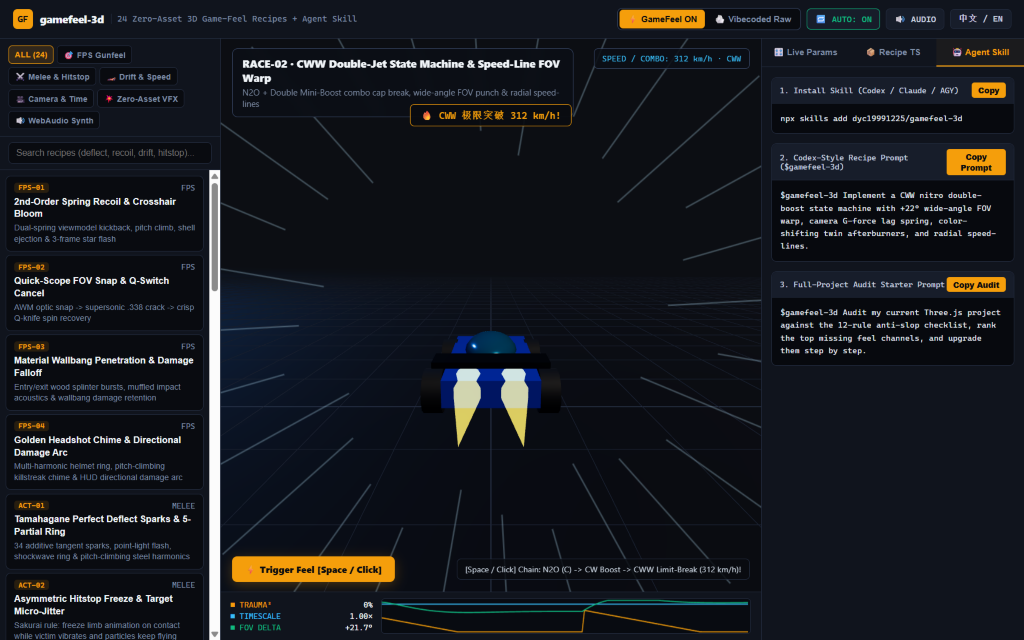 GF gamefeel-3d 24 Zero-Asset 3D Game-Feel Recipes + Agent Skill
GameFeel ON Vibecoded Raw AUTO: ON AUDIO 中文 / EN
ALL (24) FPS Gunfeel
Melee & Hitstop Drift & Speed
Camera & Time Zero-Asset VFX
WebAudio Synth
Search recipes (deflect, recoil, drift, hitstop)...
FPS-01 FPS
2nd-Order Spring Recoil & Crosshair
Bloom
Dual-spring viewmodel kickback, pitch climb, shell
ejection & 3-frame star flash
FPS-02 FPS
Quick-Scope FOV Snap & Q-Switch
Cancel
AWM optic snap -> supersonic .338 crack -> crisp
Q-knife spin recovery
FPS-03 FPS
Material Wallbang Penetration & Damage
Falloff
Entry/exit wood splinter bursts, muffled impact
acoustics & wallbang damage retention
FPS-04 FPS
Golden Headshot Chime & Directional
Damage Arc
Multi-harmonic helmet ring, pitch-climbing
killstreak chime & HUD directional damage arc
ACT-01 MELEE
Tamahagane Perfect Deflect Sparks & 5-
Partial Ring
34 additive tangent sparks, point-light flash,
shockwave ring & pitch-climbing steel harmonics
ACT-02 MELEE
Asymmetric Hitstop Freeze & Target
Micro-Jitter
Sakurai rule: freeze limb animation on contact
while victim vibrates and particles keep flying
RACE-02 · CWW Double-Jet State Machine & Speed-Line FOV
Warp
N2O + Double Mini-Boost combo cap break, wide-angle FOV punch & radial speed-
lines
SPEED / COMBO: 312 km/h · CWW
CWW 极限突破 312 km/h!
Trigger Feel [Space / Click]
[Space / Click] Chain: N2O (C) -> CW Boost -> CWW Limit-Break (312 km/h)!
TRAUMA² 0%
TIMESCALE 1.00×
FOV DELTA +21.7°
Live Params Recipe TS Agent Skill
1. Install Skill (Codex / Claude / AGY) Copy
npx skills add dyc19991225/gamefeel-3d
2. Codex-Style Recipe Prompt
($gamefeel-3d)
Copy
Prompt
$gamefeel-3d Implement a CWW nitro double-
boost state machine with +22° wide-angle FOV
warp, camera G-force lag spring, color-
shifting twin afterburners, and radial speed-
lines.
3. Full-Project Audit Starter Prompt Copy Audit
$gamefeel-3d Audit my current Three.js project
against the 12-rule anti-slop checklist, rank
the top missing feel channels, and upgrade
them step by step.